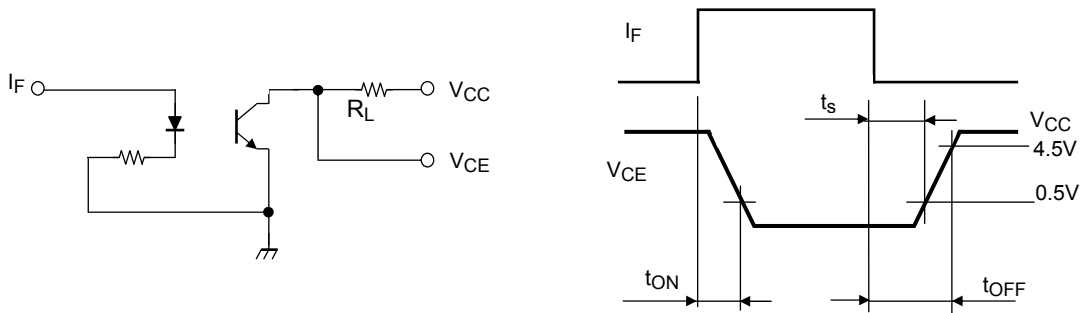 IF
RL
VCC
VCE
IF
ts
VCC
4.5V
VCE
0.5V
tON
tOFF